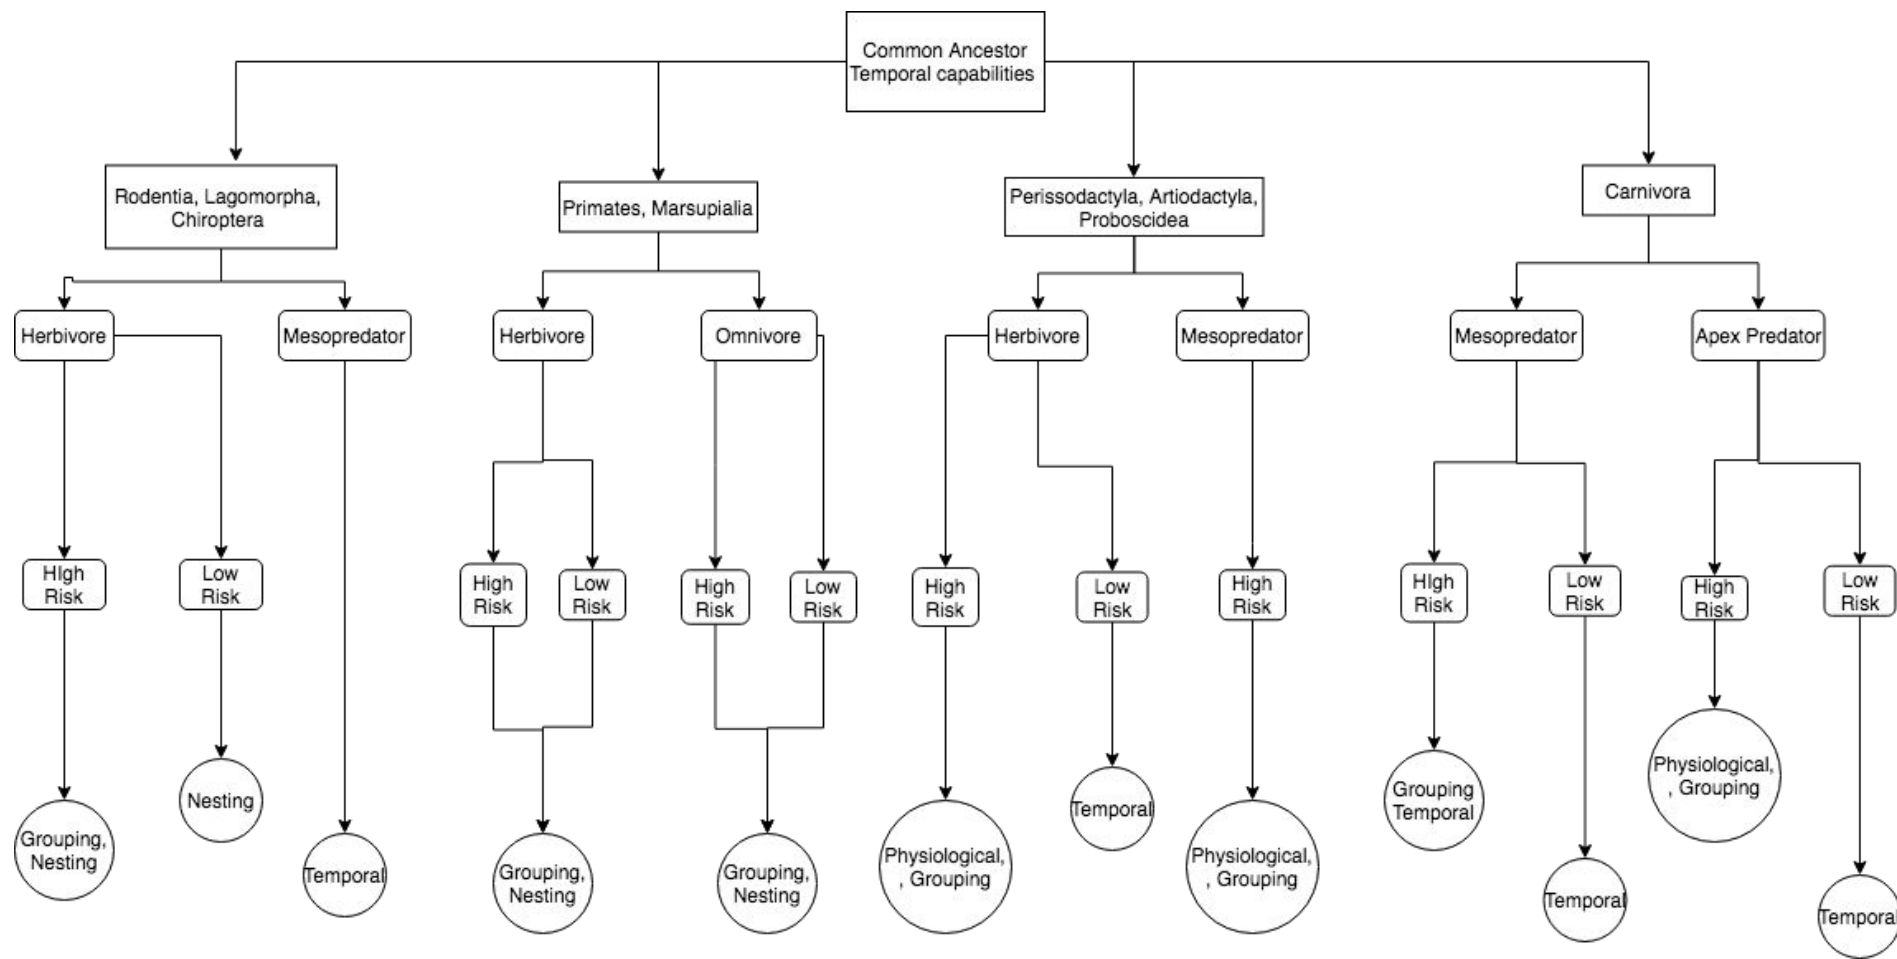 Common Ancestor
Temporal capabilities
Rodentia, Lagomorpha,
Chiroptera
Primates, Marsupialia
Perissodactyla, Artiodactyla,
Proboscidea
Carnivora
Herbivore
Mesopredator
Herbivore
Omnivore
Herbivore
Mesopredator
Mesopredator
Apex Predator
HIgh
Risk
Low
Risk
High
Risk
Low
Risk
High
Risk
Low
Risk
High
Risk
Low
Risk
High
Risk
HIgh
Risk
Low
Risk
High
Risk
Low
Risk
Grouping,
Nesting
Nesting
Temporal
Grouping,
Nesting
Grouping,
Nesting
Physiological,
, Grouping
Temporal
Physiological,
, Grouping
Grouping
Temporal
Temporal
Physiological,
, Grouping
Temporal